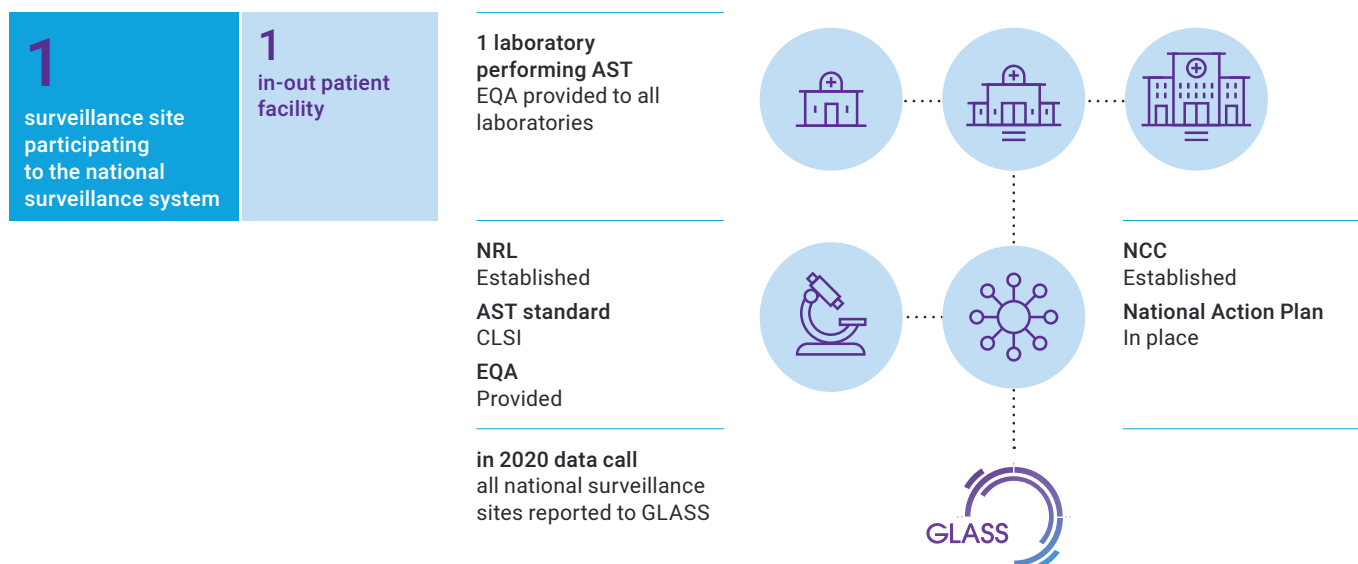 1
surveillance site
participating
to the national
surveillance system
1
in-out patient
facility
1 laboratory
performing AST
EQA provided to all
laboratories
NRL
Established
AST standard
CLSI
EQA
Provided
NCC
Established
National Action Plan
In place
in 2020 data call
all national surveillance
sites reported to GLASS
GLASS